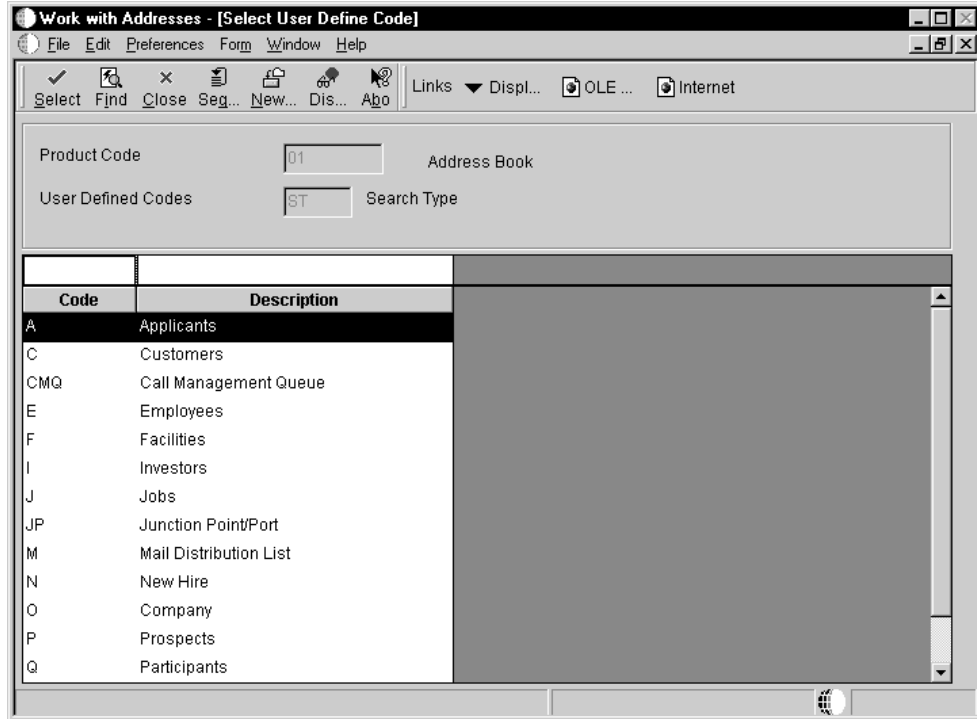 Work with Addresses - [Select User Define Code]
File Edit Preferences Form Window Help
Select Find Close Seq... New... Dis... Abo Links Displ... OLE ... Internet
Product Code 01 Address Book
User Defined Codes ST Search Type
Code Description
A Applicants
C Customers
CMQ Call Management Queue
E Employees
F Facilities
I Investors
J Jobs
JP Junction Point/Port
M Mail Distribution List
N New Hire
O Company
P Prospects
Q Participants